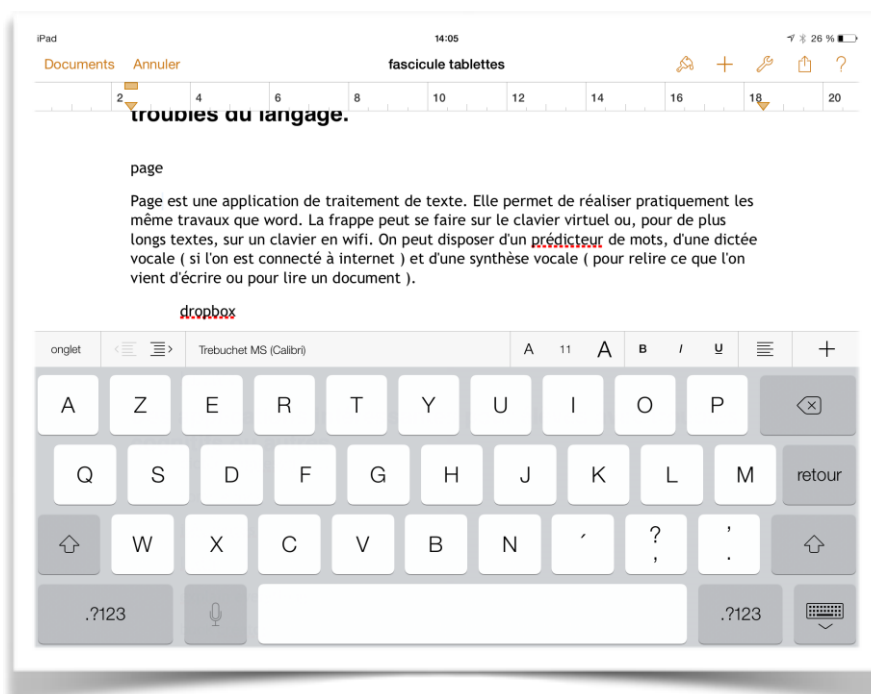 iPad 14:05 26 %
Documents Annuler fascicule tablettes ?
2 4 6 8 10 12 14 16 18 20
troubles du langage.
page
Page est une application de traitement de texte. Elle permet de réaliser pratiquement les
même travaux que word. La frappe peut se faire sur le clavier virtuel ou, pour de plus
longs textes, sur un clavier en wifi. On peut disposer d'un prédicteur de mots, d'une dictée
vocale ( si l'on est connecté à internet ) et d'une synthèse vocale ( pour relire ce que l'on
vient d'écrire ou pour lire un document ).
dropbox
onglet Trebuchet MS (Calibri) A 11 A B I U
A Z E R T Y U I O P
Q S D F G H J K L M retour
W X C V B N ´ ? , ' .
.?123 .?123